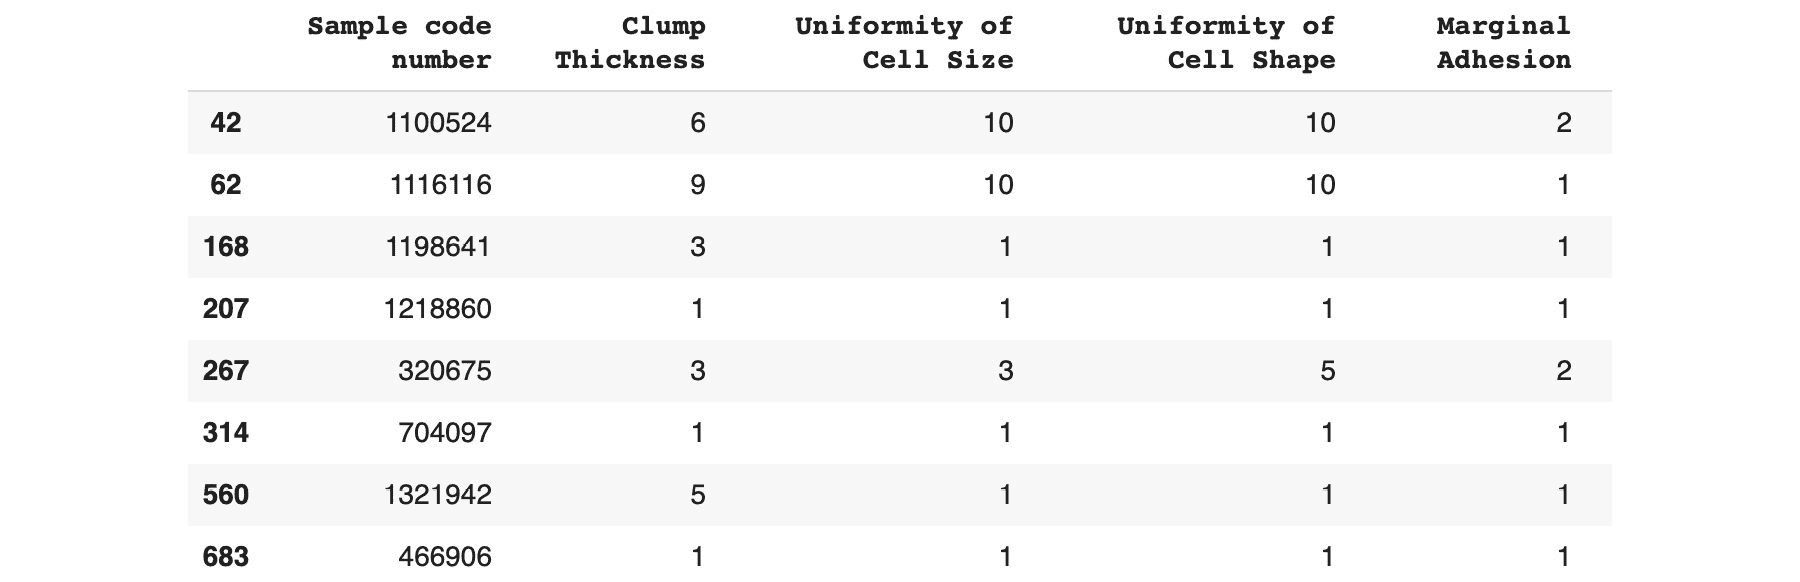 Sample code Clump Uniformity of Uniformity of Marginal
number Thickness Cell Size Cell Shape Adhesion
42 1100524 6 10 10 2
62 1116116 9 10 10 1
168 1198641 3 1 1 1
207 1218860 1 1 1 1
267 320675 3 3 5 2
314 704097 1 1 1 1
560 1321942 5 1 1 1
683 466906 1 1 1 1